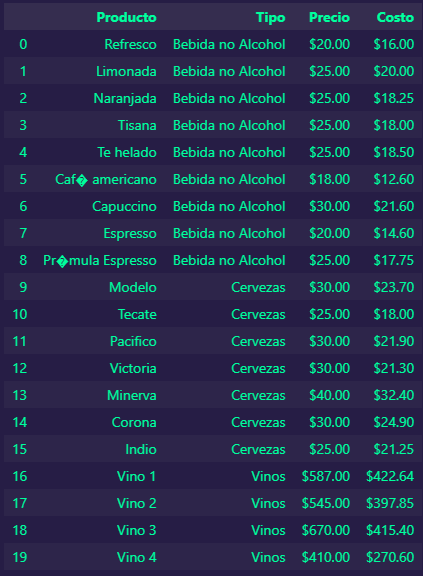 Producto Tipo Precio Costo
0 Refresco Bebida no Alcohol $20.00 $16.00
1 Limonada Bebida no Alcohol $25.00 $20.00
2 Naranjada Bebida no Alcohol $25.00 $18.25
3 Tisana Bebida no Alcohol $25.00 $18.00
4 Te helado Bebida no Alcohol $25.00 $18.50
5 Caf� americano Bebida no Alcohol $18.00 $12.60
6 Capuccino Bebida no Alcohol $30.00 $21.60
7 Espresso Bebida no Alcohol $20.00 $14.60
8 Pr�mula Espresso Bebida no Alcohol $25.00 $17.75
9 Modelo Cervezas $30.00 $23.70
10 Tecate Cervezas $25.00 $18.00
11 Pacifico Cervezas $30.00 $21.90
12 Victoria Cervezas $30.00 $21.30
13 Minerva Cervezas $40.00 $32.40
14 Corona Cervezas $30.00 $24.90
15 Indio Cervezas $25.00 $21.25
16 Vino 1 Vinos $587.00 $422.64
17 Vino 2 Vinos $545.00 $397.85
18 Vino 3 Vinos $670.00 $415.40
19 Vino 4 Vinos $410.00 $270.60